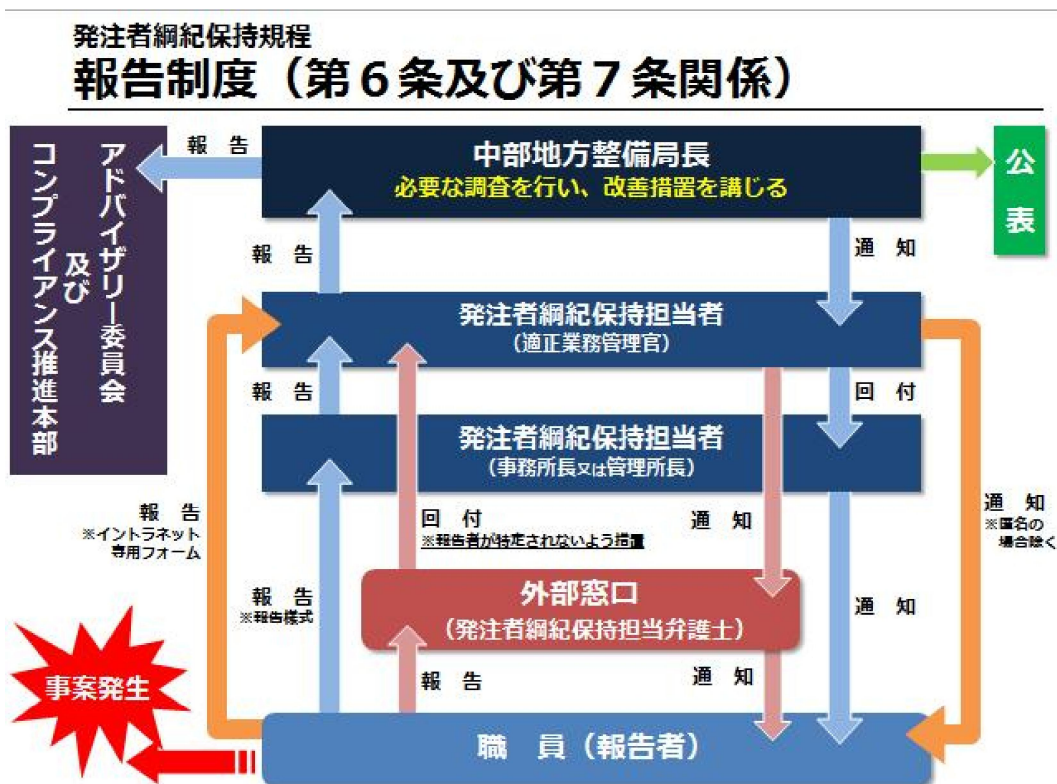 発注者綱紀保持規程
報告制度（第６条及び第７条関係）
アドバイザリー委員会
及び
コンプライアンス推進本部
報　告
中部地方整備局長
必要な調査を行い、改善措置を講じる
公表
報　告
通　知
発注者綱紀保持担当者
（適正業務管理官）
報　告
回　付
発注者綱紀保持担当者
（事務所長又は管理所長）
報　告
※イントラネット
専用フォーム
回　付
※報告者が特定されないよう措置
通　知
通　知
※匿名の
場合除く
外部窓口
（発注者綱紀保持担当弁護士）
報　告
※報告様式
通　知
報　告
通　知
事案発生
職　員（報告者）